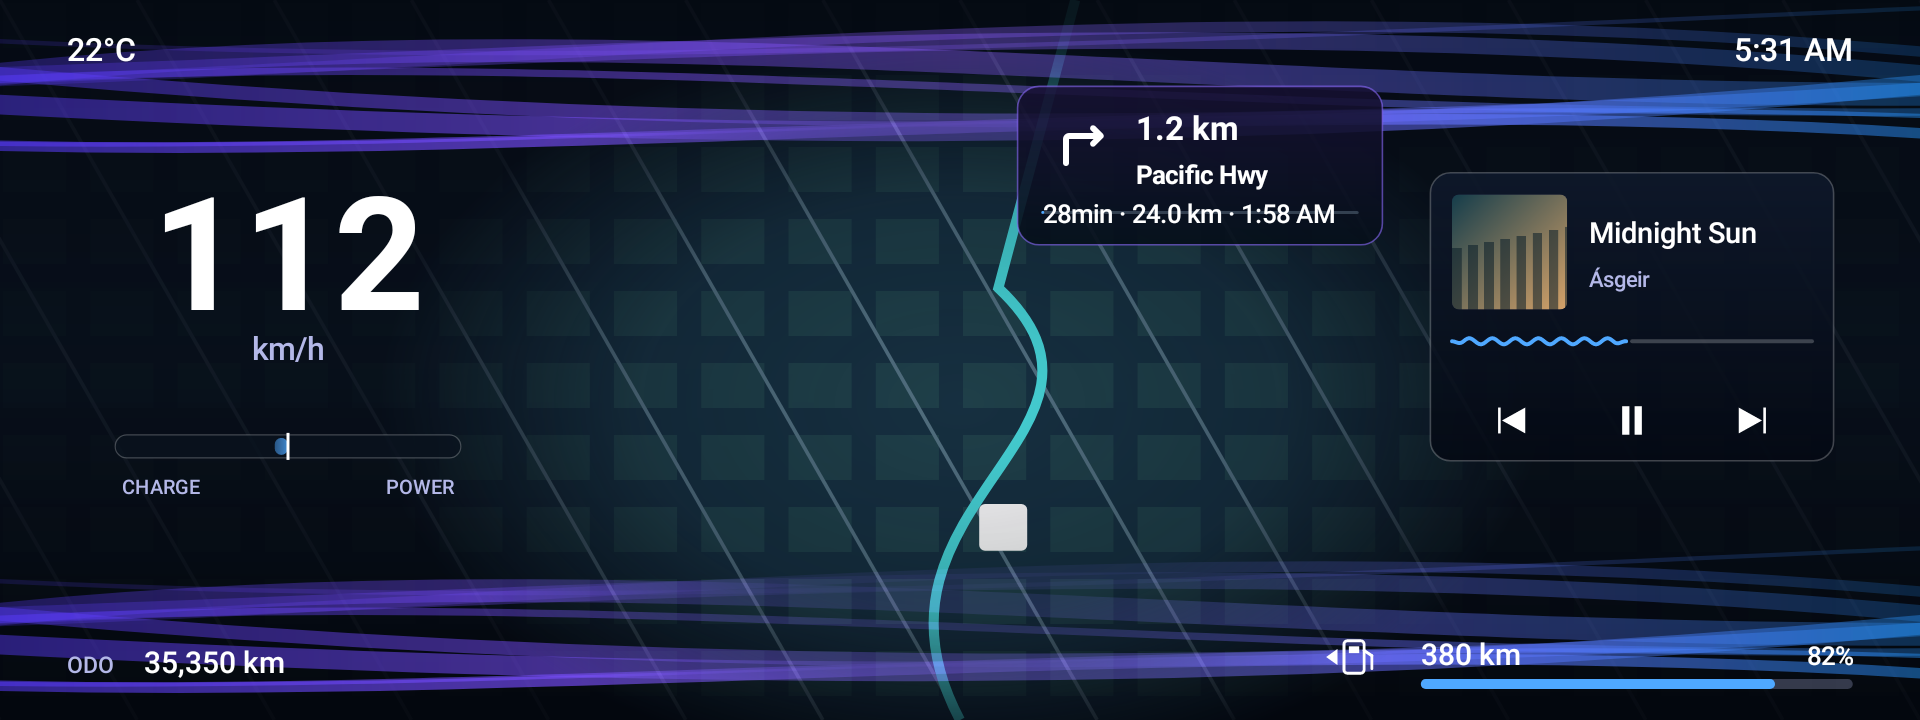 22°C
5:31 AM
1.2 km
Pacific Hwy
28min · 24.0 km · 1:58 AM
112
km/h
CHARGE
POWER
Midnight Sun
Ásgeir
ODO 35,350 km
380 km
82%